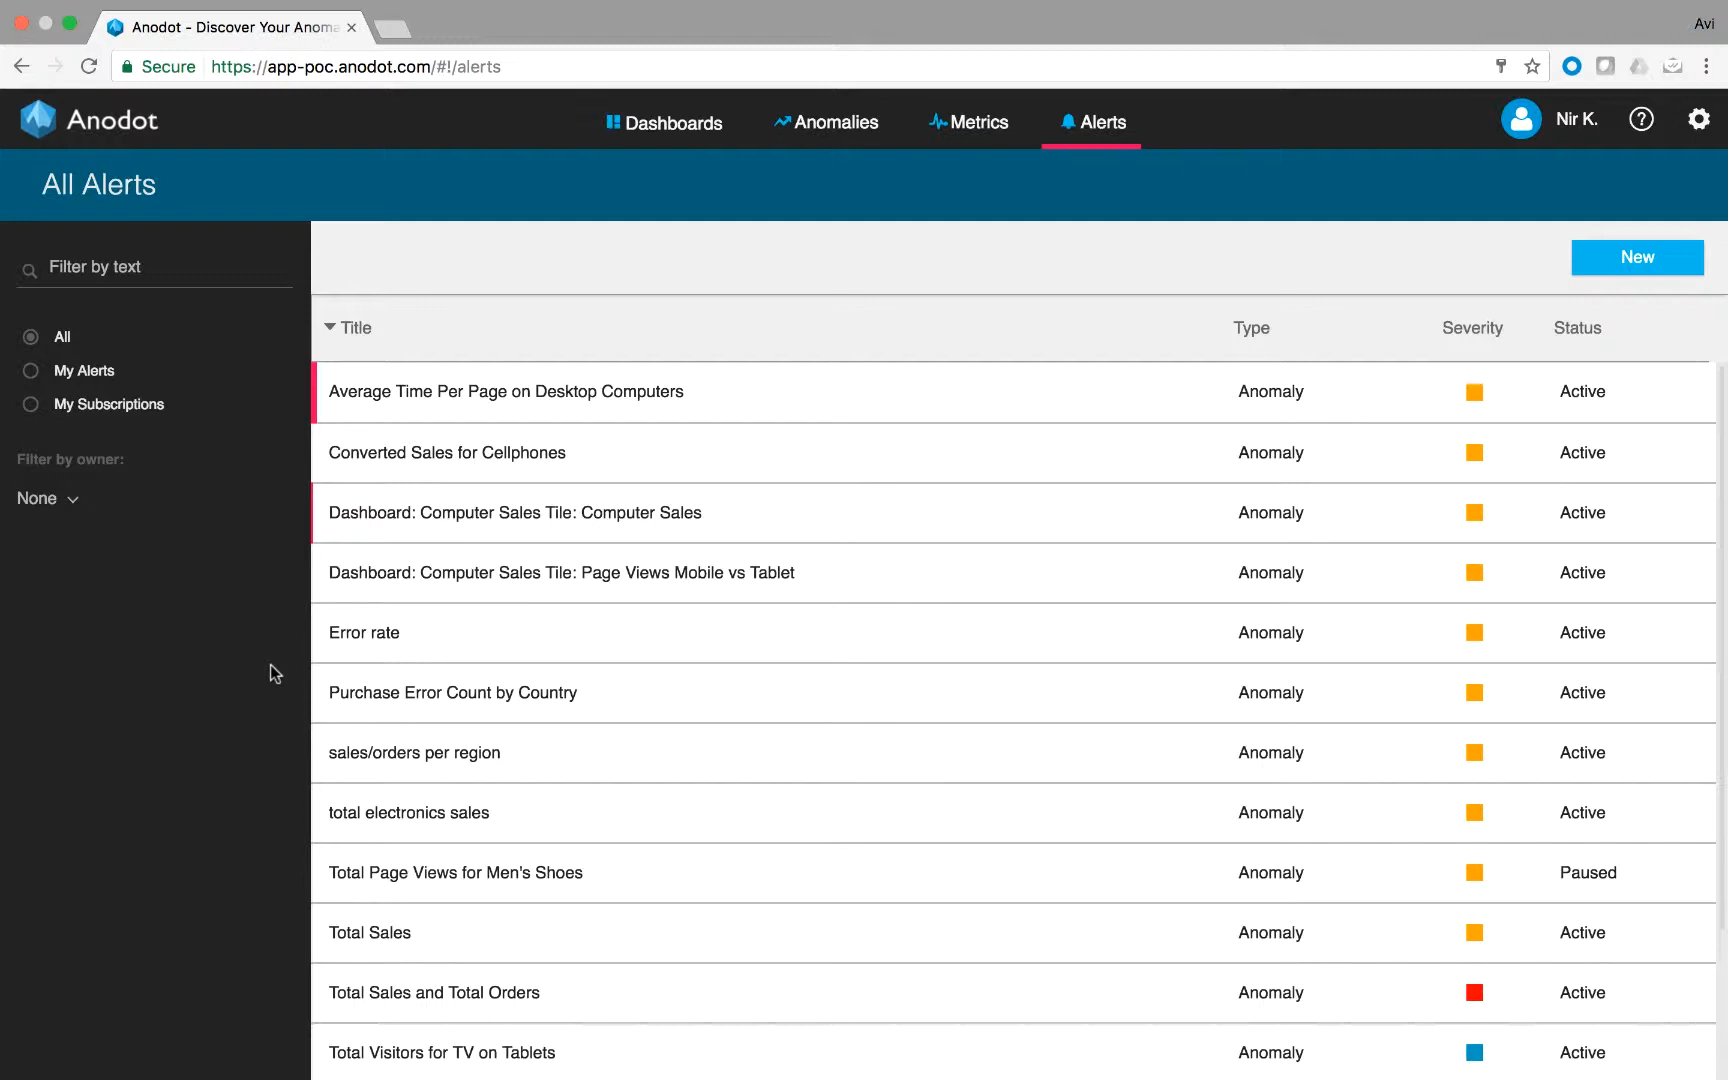 Anodot - Discover Your Anoma
Avi
Secure https://app-poc.anodot.com/#!/alerts
Anodot
Dashboards
Anomalies
Metrics
Alerts
Nir K.
?
All Alerts
Filter by text
New
All
My Alerts
My Subscriptions
Filter by owner:
None
Title Type Severity Status
Average Time Per Page on Desktop Computers Anomaly Active
Converted Sales for Cellphones Anomaly Active
Dashboard: Computer Sales Tile: Computer Sales Anomaly Active
Dashboard: Computer Sales Tile: Page Views Mobile vs Tablet Anomaly Active
Error rate Anomaly Active
Purchase Error Count by Country Anomaly Active
sales/orders per region Anomaly Active
total electronics sales Anomaly Active
Total Page Views for Men's Shoes Anomaly Paused
Total Sales Anomaly Active
Total Sales and Total Orders Anomaly Active
Total Visitors for TV on Tablets Anomaly Active